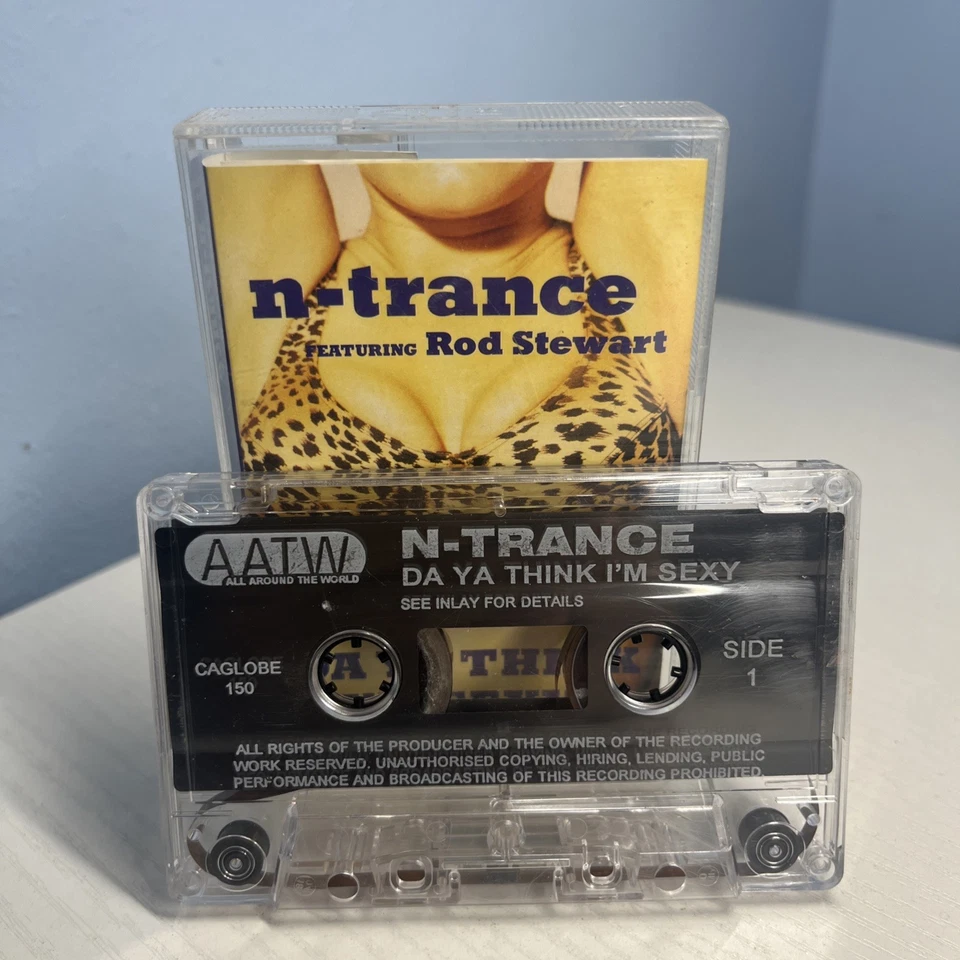 n-trance
FEATURING Rod Stewart
AATW
ALL AROUND THE WORLD
N-TRANCE
DA YA THINK I'M SEXY
SEE INLAY FOR DETAILS
CAGLOBE
150
SIDE
1
ALL RIGHTS OF THE PRODUCER AND THE OWNER OF THE RECORDING
WORK RESERVED. UNAUTHORISED COPYING, HIRING, LENDING, PUBLIC
PERFORMANCE AND BROADCASTING OF THIS RECORDING PROHIBITED.